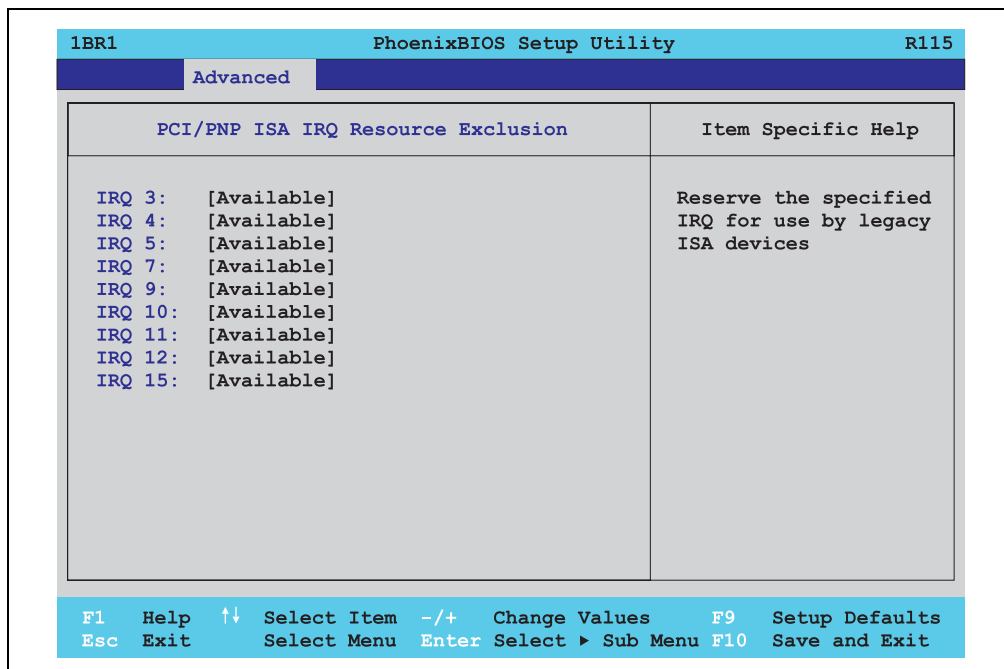 1BR1 PhoenixBIOS Setup Utility R115
Advanced
PCI/PNP ISA IRQ Resource Exclusion
Item Specific Help
IRQ 3: [Available]
IRQ 4: [Available]
IRQ 5: [Available]
IRQ 7: [Available]
IRQ 9: [Available]
IRQ 10: [Available]
IRQ 11: [Available]
IRQ 12: [Available]
IRQ 15: [Available]
Reserve the specified
IRQ for use by legacy
ISA devices
F1 Help ↑↓ Select Item -/+ Change Values F9 Setup Defaults
Esc Exit Select Menu Enter Select ▶ Sub Menu F10 Save and Exit